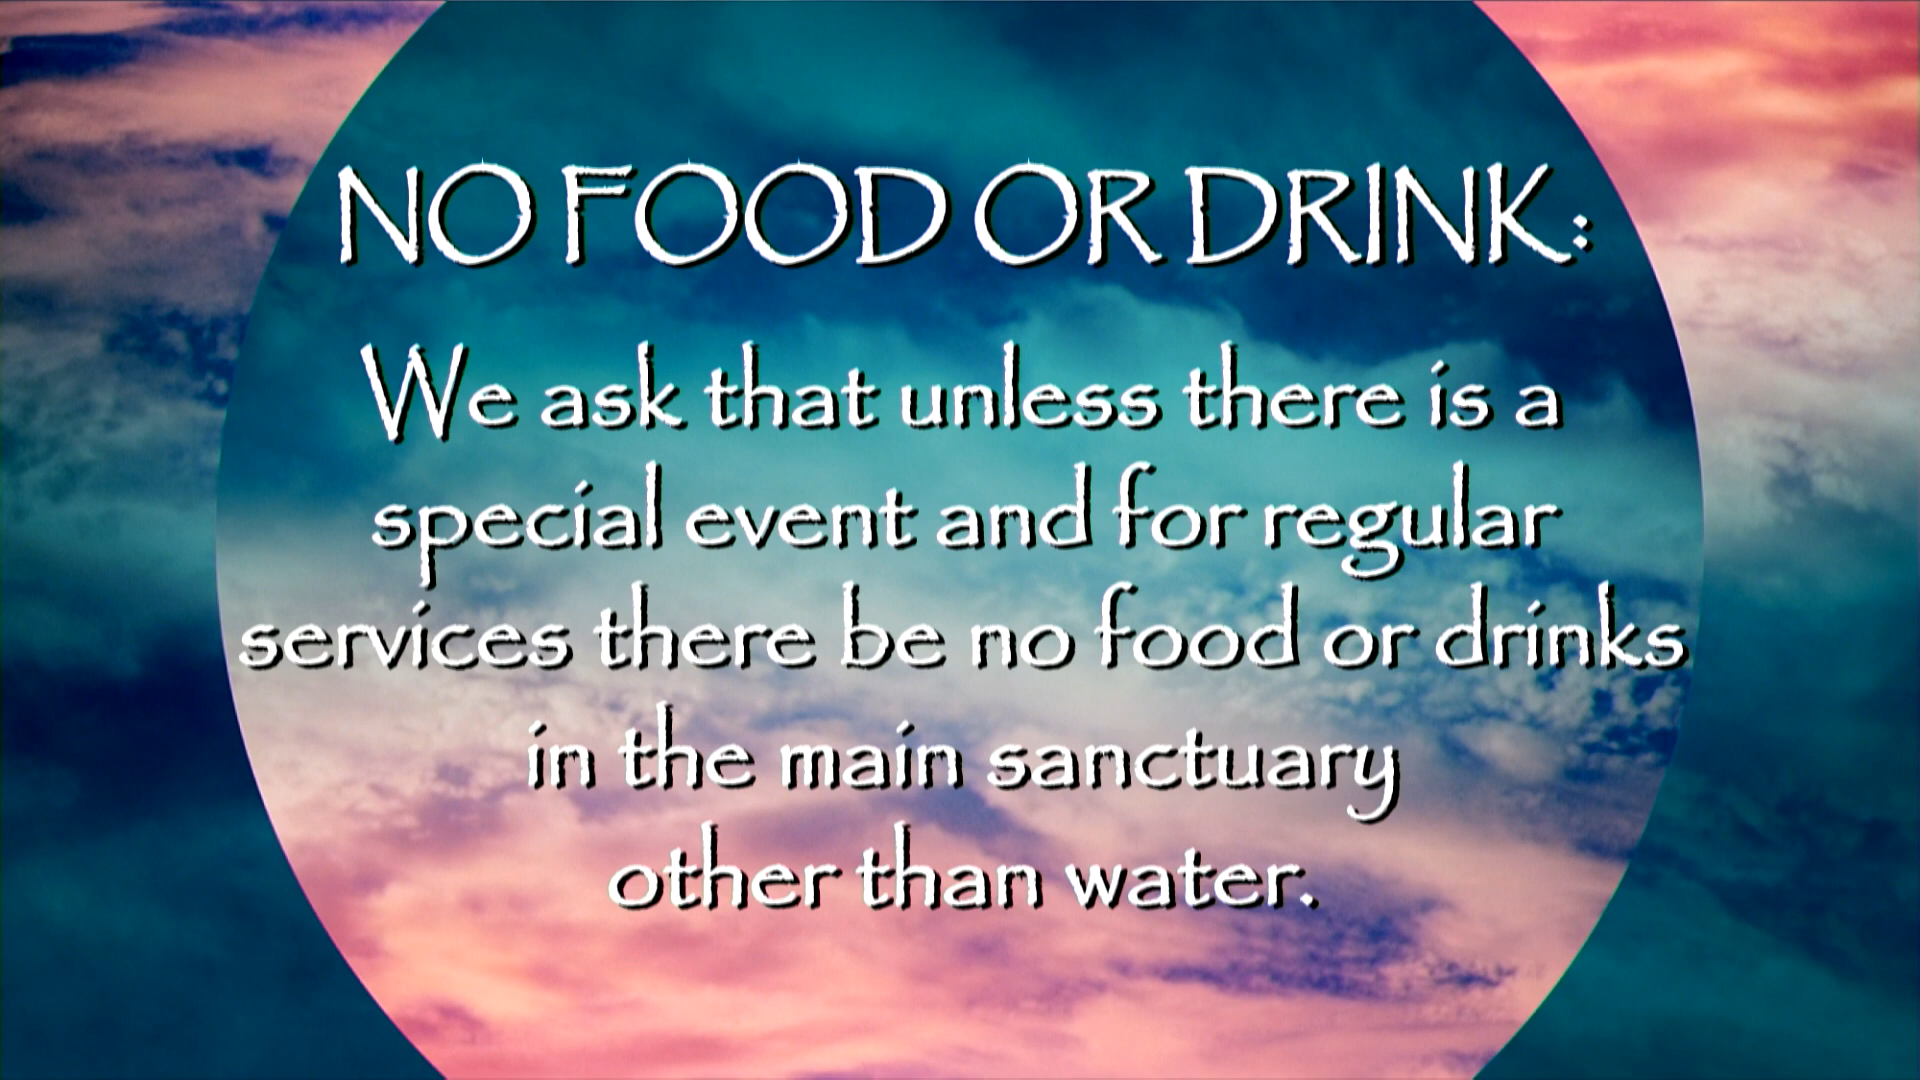 NO FOOD OR DRINK:
We ask that unless there is a
special event and for regular
services there be no food or drinks
in the main sanctuary
other than water.